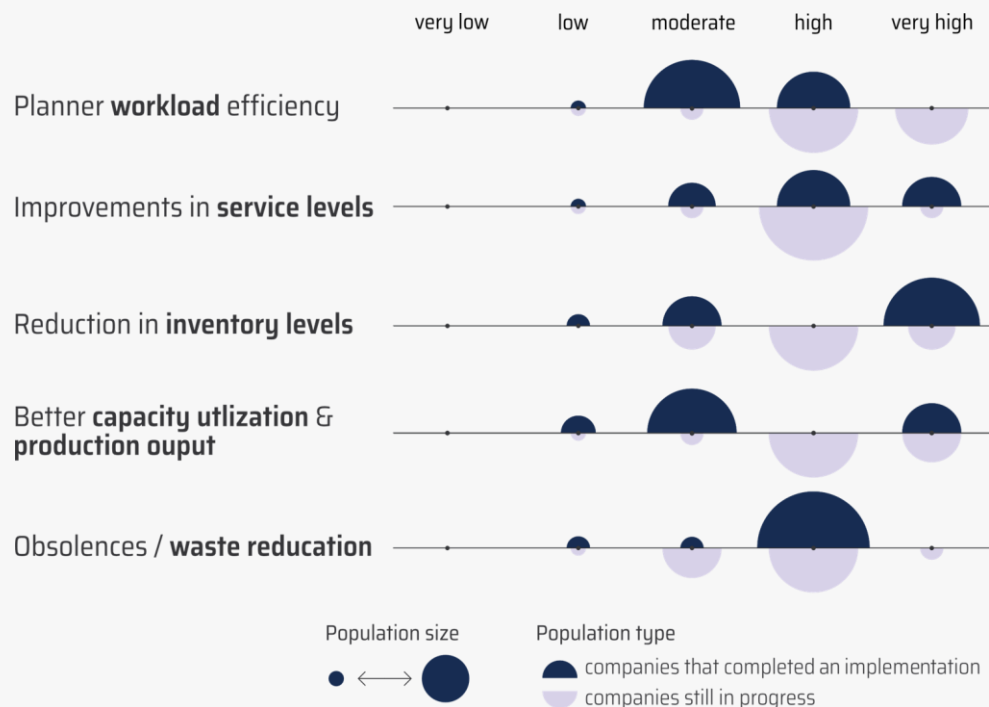 very low low moderate high very high
Planner workload efficiency
Improvements in service levels
Reduction in inventory levels
Better capacity utlization &
production ouput
Obsolences / waste reducation
Population size
Population type
companies that completed an implementation
companies still in progress